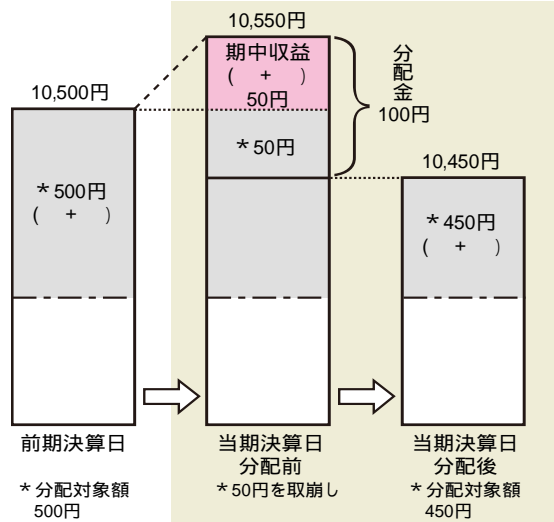 10,550円
期中収益
( + )
50円
分配金
100円
10,500円
*50円
10,450円
*500円
( + )
*450円
( + )
前期決算日
当期決算日
分配前
当期決算日
分配後
*分配対象額
500円
*50円を取崩し
*分配対象額
450円